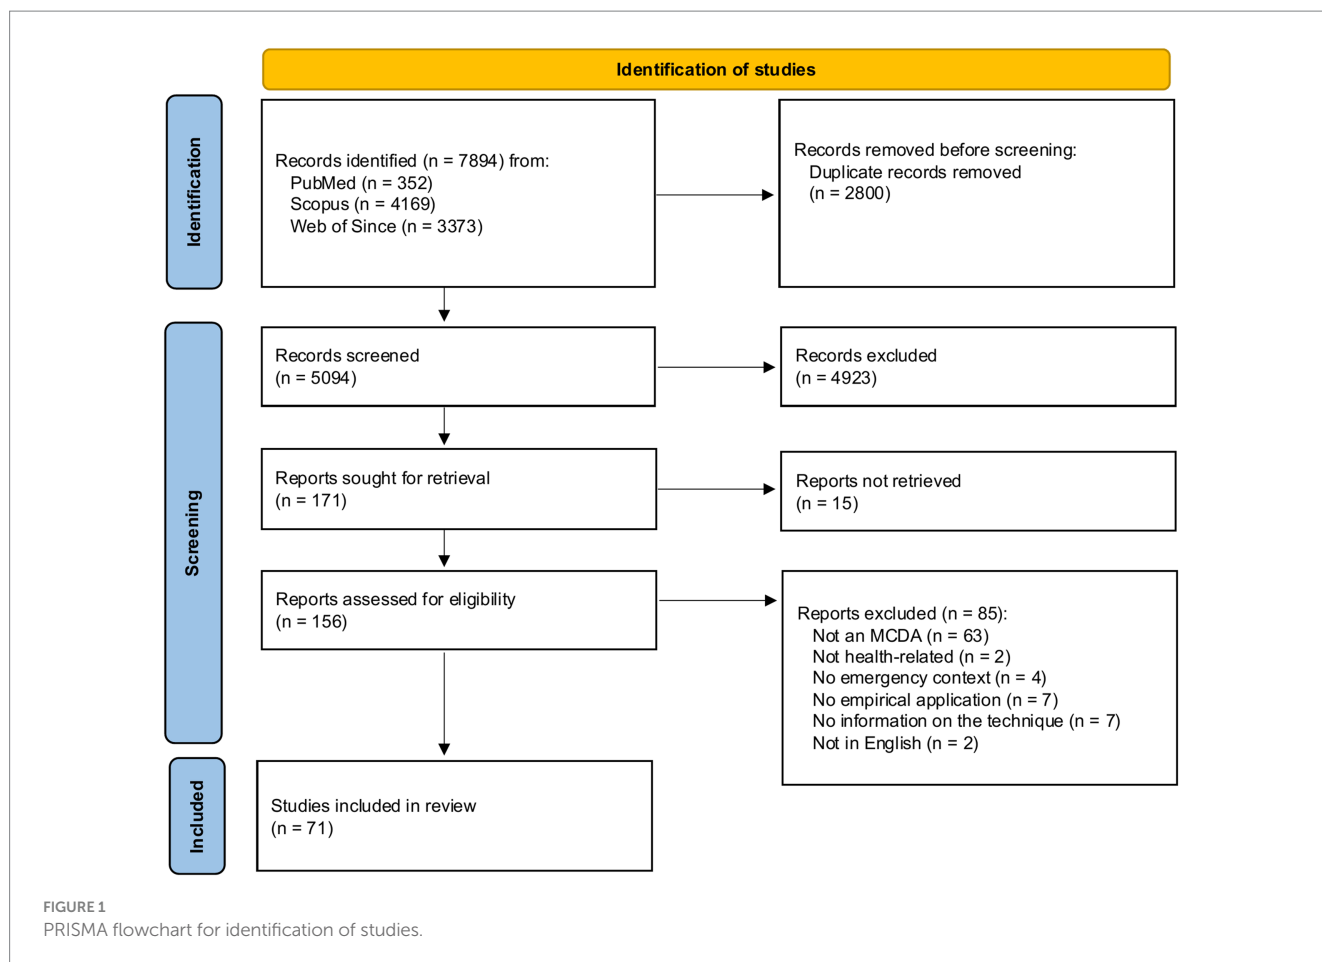 Identification of studies
Identification
Records identified (n = 7894) from:
PubMed (n = 352)
Scopus (n = 4169)
Web of Since (n = 3373)
Records removed before screening:
Duplicate records removed
(n = 2800)
Screening
Records screened
(n = 5094)
Records excluded
(n = 4923)
Reports sought for retrieval
(n = 171)
Reports not retrieved
(n = 15)
Reports assessed for eligibility
(n = 156)
Reports excluded (n = 85):
Not an MCDA (n = 63)
Not health-related (n = 2)
No emergency context (n = 4)
No empirical application (n = 7)
No information on the technique (n = 7)
Not in English (n = 2)
Included
Studies included in review
(n = 71)
FIGURE 1
PRISMA flowchart for identification of studies.